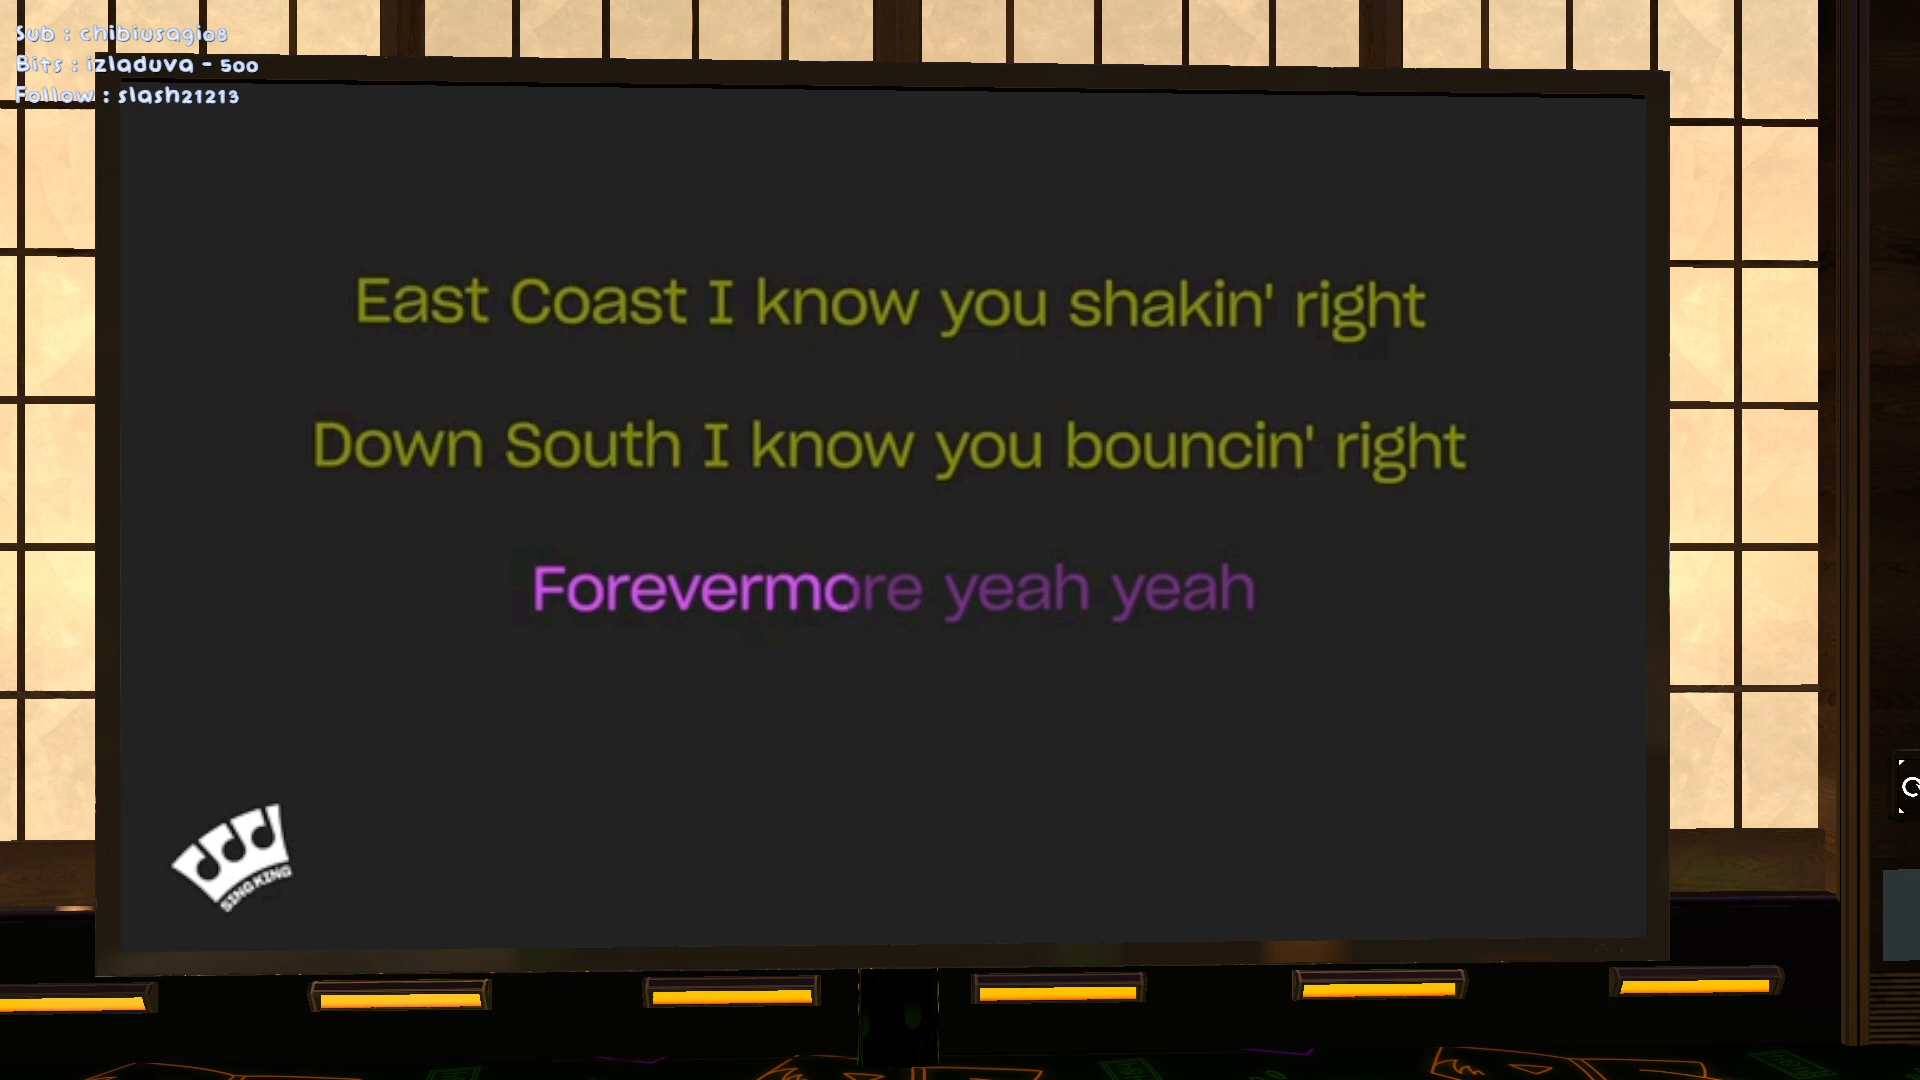 Sub : chibiusagi08
Bits : izladuva - 500
Follow : slash21213
East Coast I know you shakin' right
Down South I know you bouncin' right
Forevermore yeah yeah
SING KING